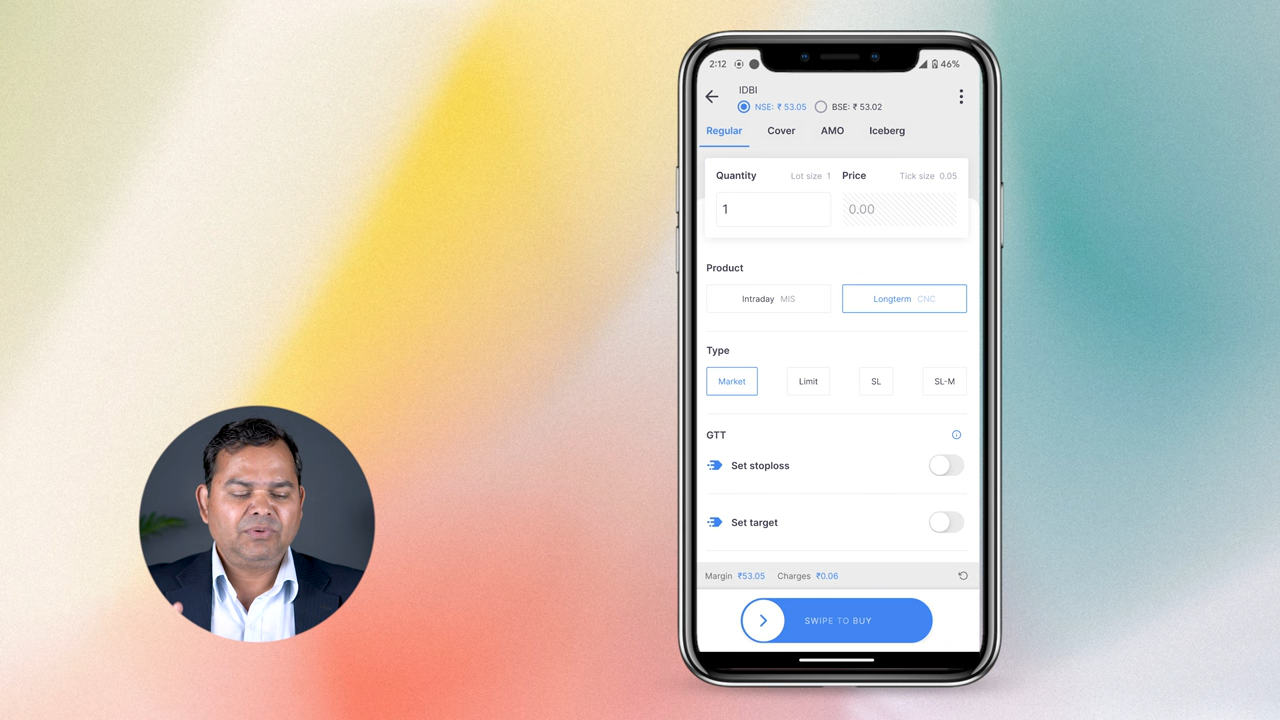 2:12 46%
IDBI
NSE: ₹ 53.05 BSE: ₹ 53.02
Regular Cover AMO Iceberg
Quantity Lot size 1 Price Tick size 0.05
1 0.00
Product
Intraday MIS Longterm CNC
Type
Market Limit SL SL-M
GTT
Set stoploss
Set target
Margin ₹53.05 Charges ₹0.06
SWIPE TO BUY